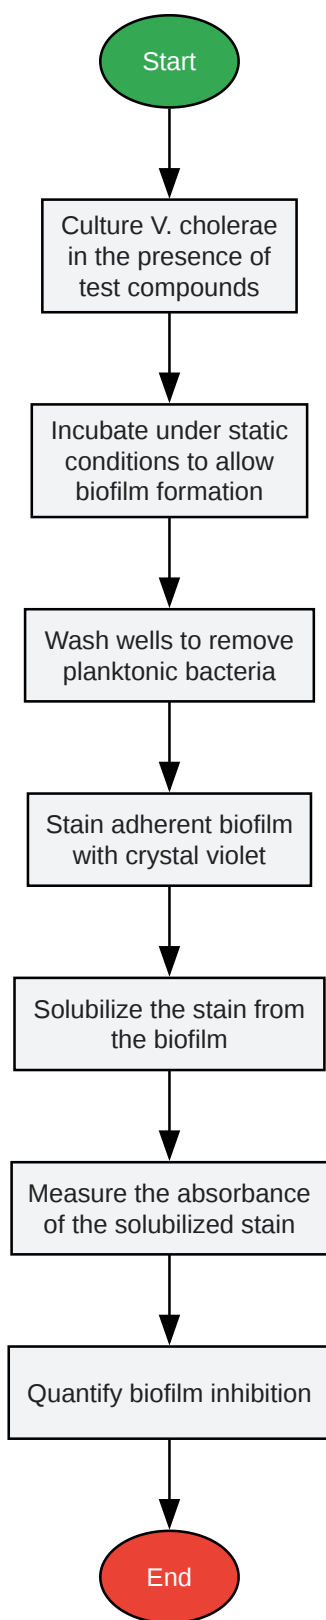 Start
Culture V. cholerae
in the presence of
test compounds
Incubate under static
conditions to allow
biofilm formation
Wash wells to remove
planktonic bacteria
Stain adherent biofilm
with crystal violet
Solubilize the stain from
the biofilm
Measure the absorbance
of the solubilized stain
Quantify biofilm inhibition
End